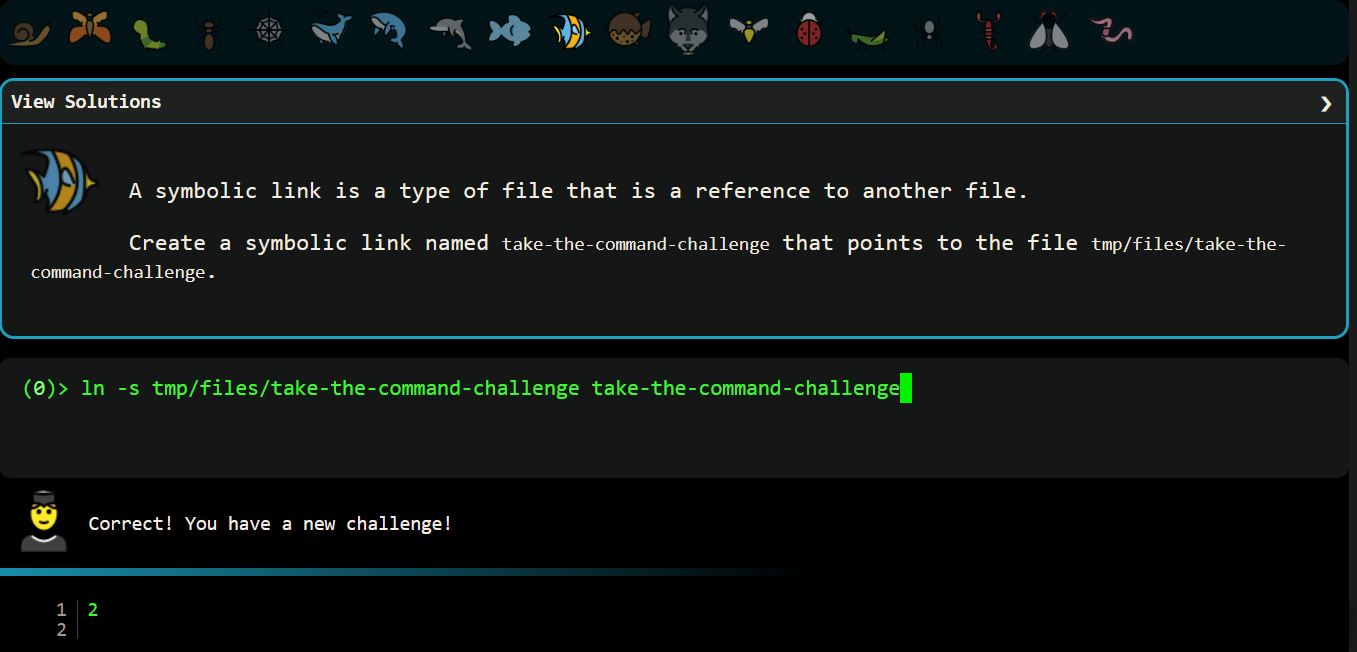 View Solutions ❯
A symbolic link is a type of file that is a reference to another file.
Create a symbolic link named take-the-command-challenge that points to the file tmp/files/take-the-
command-challenge.
(0)> ln -s tmp/files/take-the-command-challenge take-the-command-challenge
Correct! You have a new challenge!
1 2
2